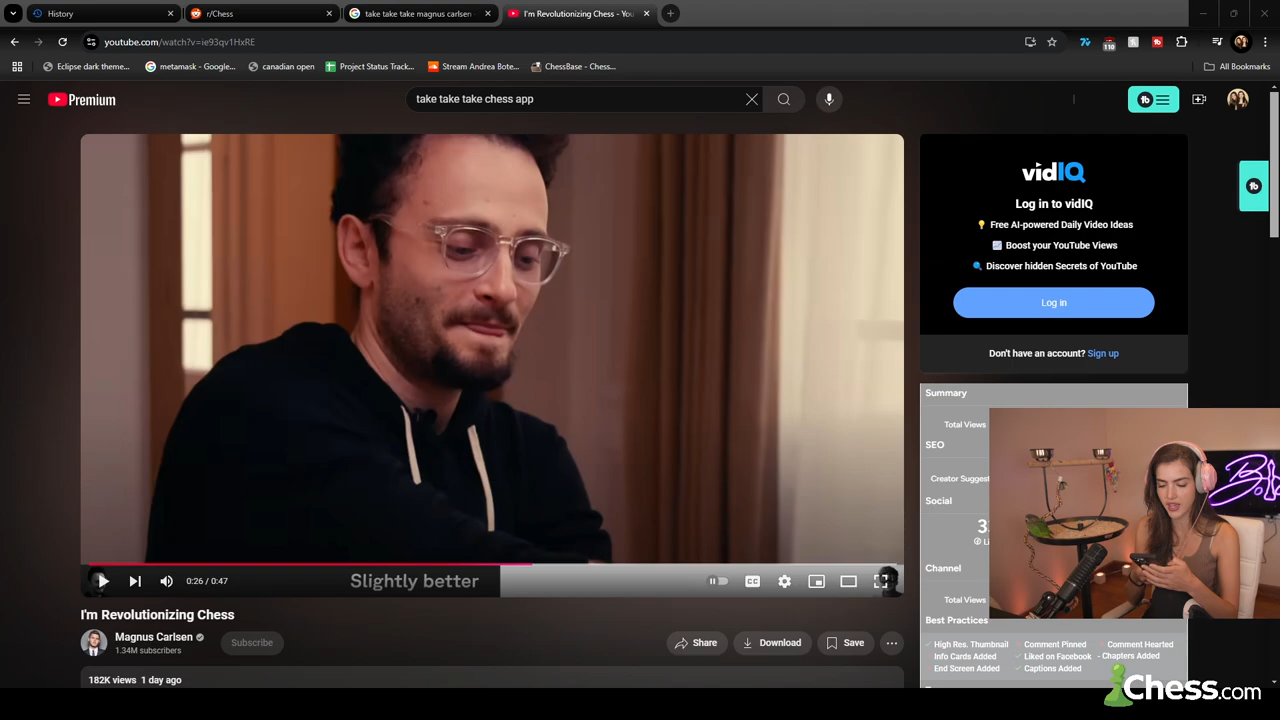 History
r/Chess
take take take magnus carlsen
I'm Revolutionizing Chess - You
youtube.com/watch?v=ie93qv1HxRE
110
Eclipse dark theme...
metamask - Google...
canadian open
Project Status Track...
Stream Andrea Bote...
ChessBase - Chess...
All Bookmarks
Premium
take take take chess app
vidIQ
Log in to vidIQ
Free AI-powered Daily Video Ideas
Boost your YouTube Views
Discover hidden Secrets of YouTube
Log in
Don't have an account? Sign up
Summary
Total Views
SEO
Creator Suggest
Social
Channel
Total Views
Best Practices
High Res. Thumbnail
Comment Pinned
Comment Hearted
Info Cards Added
Liked on Facebook
- Chapters Added
End Screen Added
Captions Added
0:26 / 0:47
Slightly better
CC
I'm Revolutionizing Chess
Magnus Carlsen
1.34M subscribers
Subscribe
Share
Download
Save
182K views 1 day ago
Chess.com